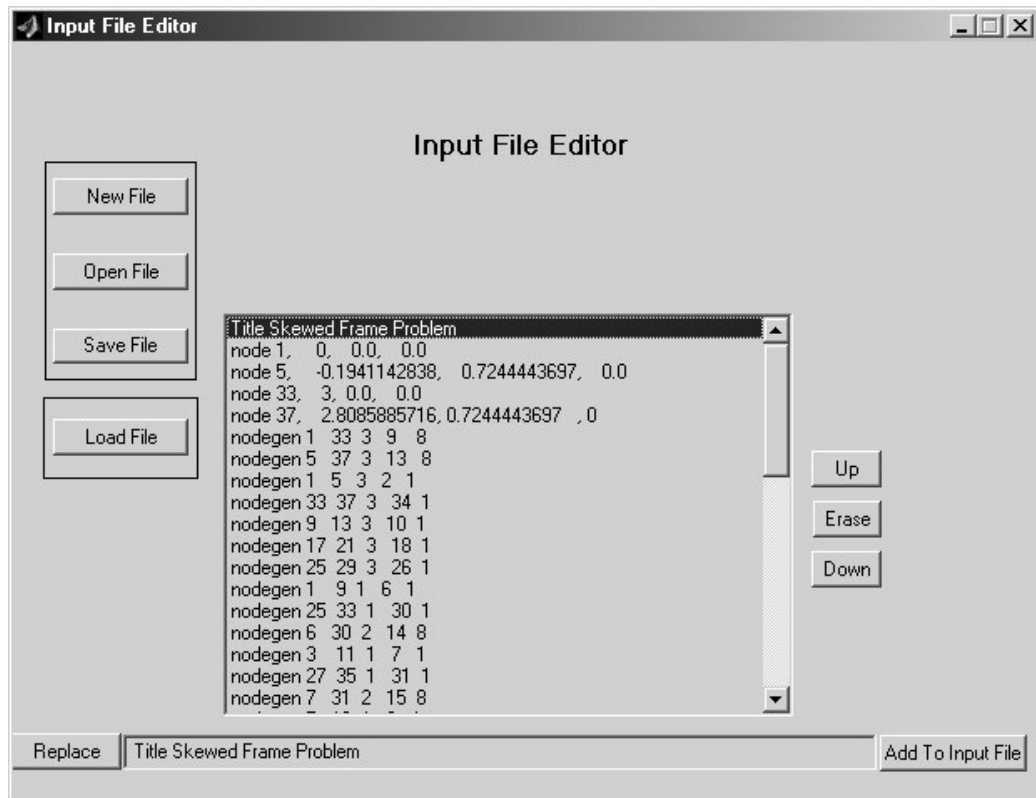 Input File Editor
Input File Editor
New File
Open File
Save File
Load File
Title Skewed Frame Problem
node 1, 0, 0.0, 0.0
node 5, -0.1941142838, 0.7244443697, 0.0
node 33, 3, 0.0, 0.0
node 37, 2.8085885716, 0.7244443697 , 0
nodegen 1 33 3 9 8
nodegen 5 37 3 13 8
nodegen 1 5 3 2 1
nodegen 33 37 3 34 1
nodegen 9 13 3 10 1
nodegen 17 21 3 18 1
nodegen 25 29 3 26 1
nodegen 1 9 1 6 1
nodegen 25 33 1 30 1
nodegen 6 30 2 14 8
nodegen 3 11 1 7 1
nodegen 27 35 1 31 1
nodegen 7 31 2 15 8
Up
Erase
Down
Replace
Title Skewed Frame Problem
Add To Input File